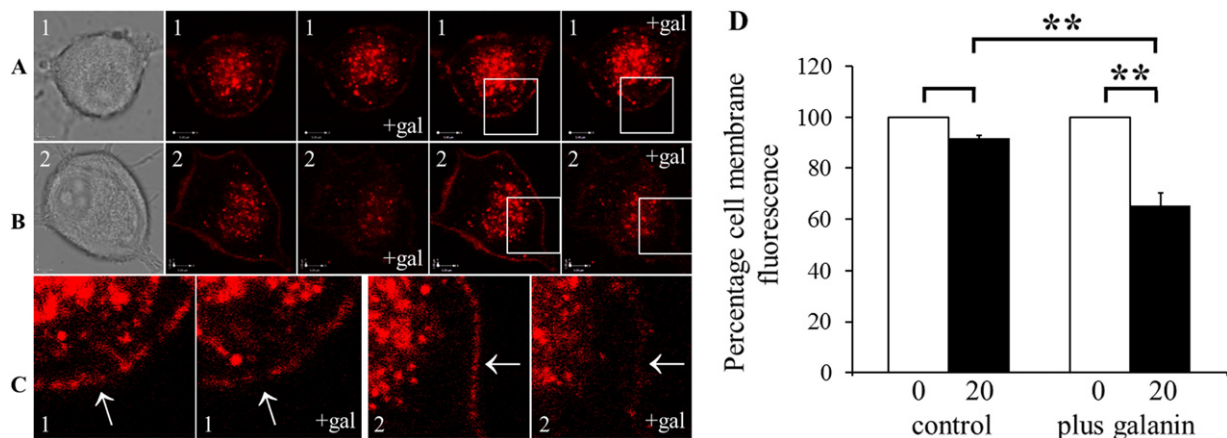 A
1
1
1
+gal
1
1
+gal
B
2
2
2
+gal
2
2
+gal
C
1
1
+gal
2
2
+gal
D
**
**
Percentage cell membrane
fluorescence
120
100
80
60
40
20
0
0 20 0 20
control plus galanin